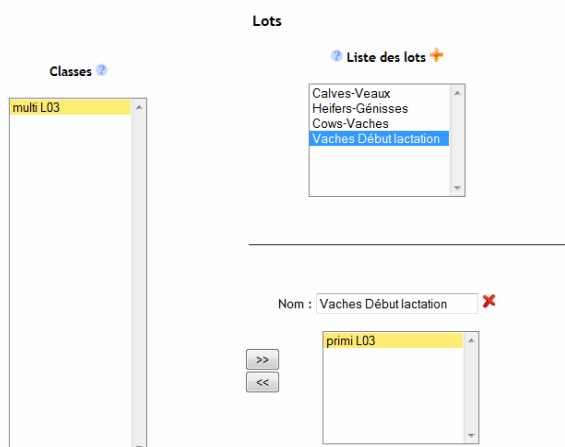 Lots
Liste des lots
Classes
multi L03
Calves-Veaux
Heifers-Génisses
Cows-Vaches
Vaches Début lactation
Nom : Vaches Début lactation
primi L03
>>
<<